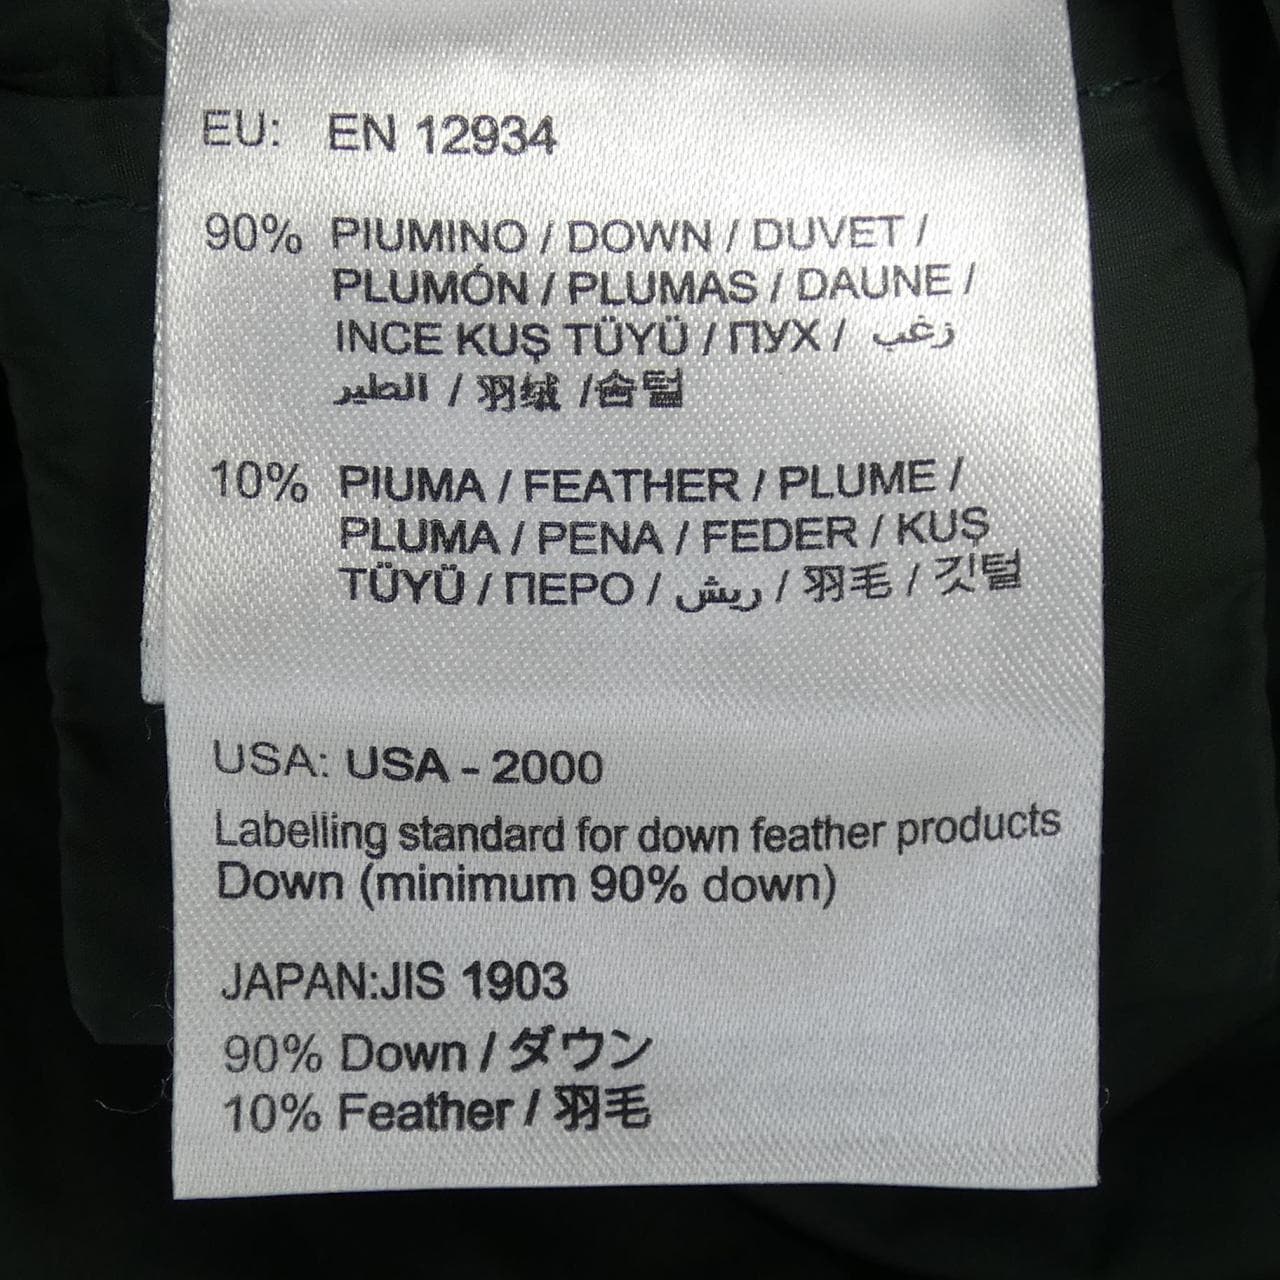 EU: EN 12934
90% PIUMINO / DOWN / DUVET /
PLUMÓN / PLUMAS / DAUNE /
INCE KUŞ TÜYÜ / ПУХ / زغب
الطير / 羽绒 /솜털
10% PIUMA / FEATHER / PLUME /
PLUMA / PENA / FEDER / KUŞ
TÜYÜ / ПЕРО / ريش / 羽毛 / 깃털
USA: USA - 2000
Labelling standard for down feather products
Down (minimum 90% down)
JAPAN:JIS 1903
90% Down / ダウン
10% Feather / 羽毛